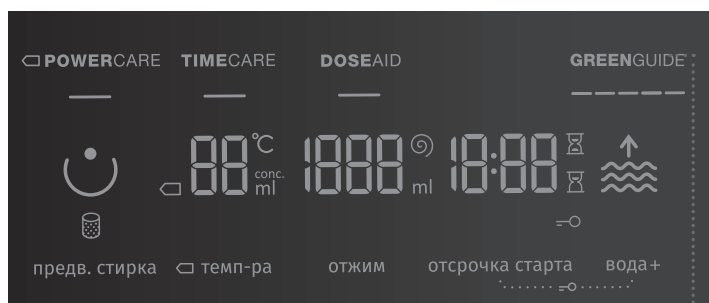 POWERCARE TIMECARE DOSEAID GREENGUIDE
88 °C 1888 18:88
conc.
ml ml
предв. стирка темп-ра отжим отсрочка старта вода+